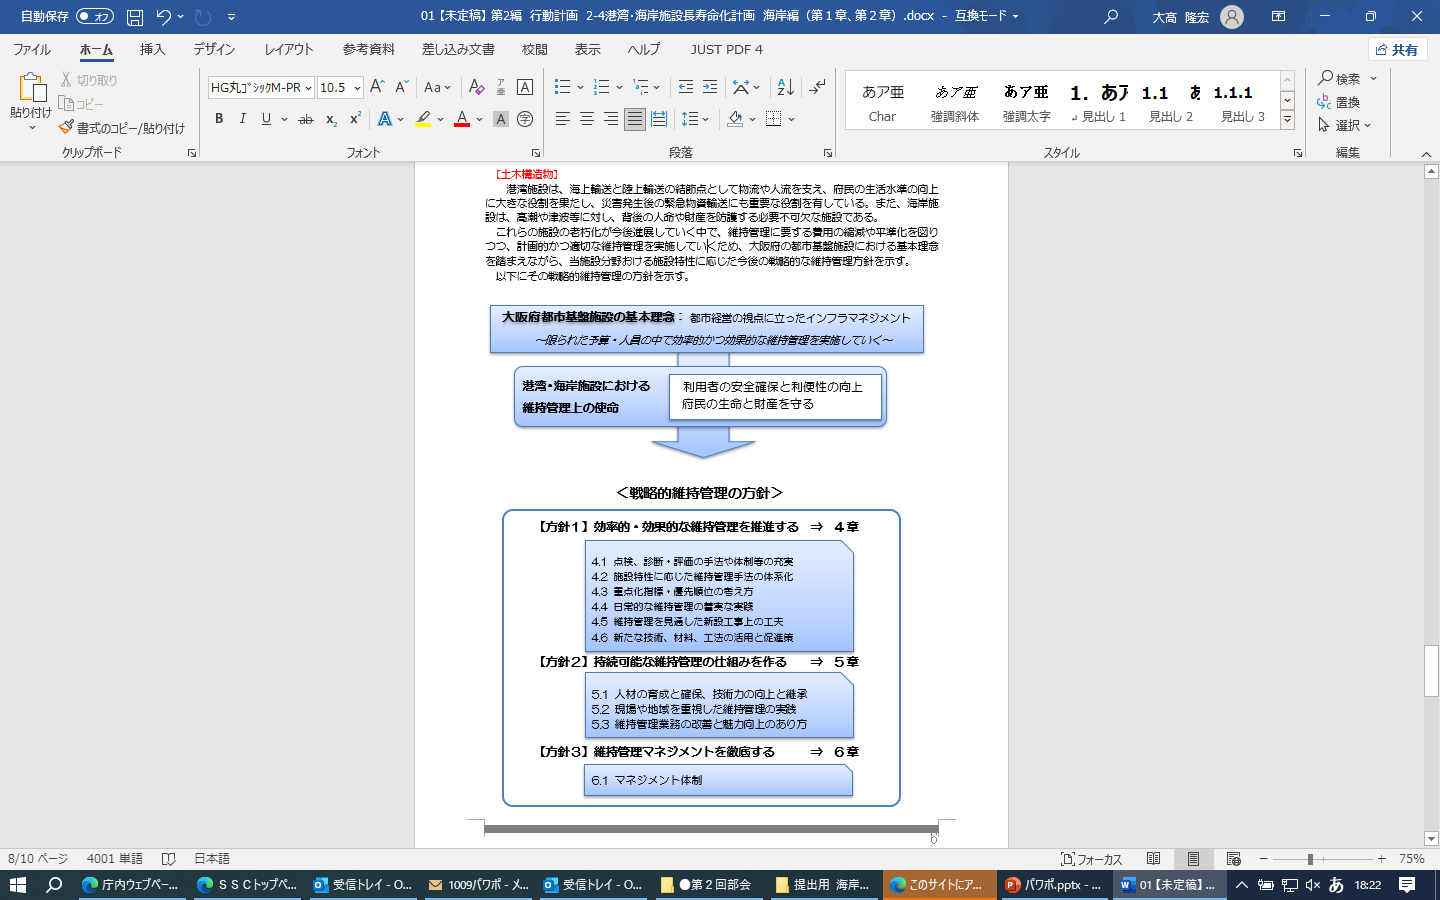 自動保存 オフ 01【未定稿】第2編 行動計画 2-4港湾・海岸施設長寿命化計画 海岸編（第１章、第２章）.docx - 互換モード 大髙 隆宏
ファイル ホーム 挿入 デザイン レイアウト 参考資料 差し込み文書 校閲 表示 ヘルプ JUST PDF 4 共有
貼り付け
切り取り
コピー
書式のコピー/貼り付け
クリップボード
HG丸ｺﾞｼｯｸM-PR 10.5
フォント
段落
あア亜 あア亜 あア亜 1. あア 1.1 あ 1.1.1
Char 強調斜体 強調太字 見出し 1 見出し 2 見出し 3
スタイル
検索
置換
選択
編集
［土木構造物］
港湾施設は、海上輸送と陸上輸送の結節点として物流や人流を支え、府民の生活水準の向上
に大きな役割を果たし、災害発生後の緊急物資輸送にも重要な役割を有している。また、海岸施
設は、高潮や津波等に対し、背後の人命や財産を防護する必要不可欠な施設である。
これらの施設の老朽化が今後進展していく中で、維持管理に要する費用の縮減や平準化を図り
つつ、計画的かつ適切な維持管理を実施していくため、大阪府の都市基盤施設における基本理念
を踏まえながら、当施設分野おける施設特性に応じた今後の戦略的な維持管理方針を示す。
以下にその戦略的維持管理の方針を示す。
大阪府都市基盤施設の基本理念：都市経営の視点に立ったインフラマネジメント
～限られた予算・人員の中で効率的かつ効果的な維持管理を実施していく～
港湾・海岸施設における
維持管理上の使命
利用者の安全確保と利便性の向上
府民の生命と財産を守る
＜戦略的維持管理の方針＞
【方針１】効率的・効果的な維持管理を推進する ⇒ ４章
4.1 点検、診断・評価の手法や体制等の充実
4.2 施設特性に応じた維持管理手法の体系化
4.3 重点化指標・優先順位の考え方
4.4 日常的な維持管理の着実な実践
4.5 維持管理を見通した新設工事上の工夫
4.6 新たな技術、材料、工法の活用と促進策
【方針２】持続可能な維持管理の仕組みを作る ⇒ ５章
5.1 人材の育成と確保、技術力の向上と継承
5.2 現場や地域を重視した維持管理の実践
5.3 維持管理業務の改善と魅力向上のあり方
【方針３】維持管理マネジメントを徹底する ⇒ ６章
6.1 マネジメント体制
6
8/10 ページ 4001 単語 日本語 フォーカス 75%
庁内ウェブペー... ＳＳＣトップペ... 受信トレイ - O... 1009パワポ - メ... 受信トレイ - O... ●第２回部会 提出用 海岸... このサイトにア... パワポ.pptx - ... 01【未定稿】... あ 18:22